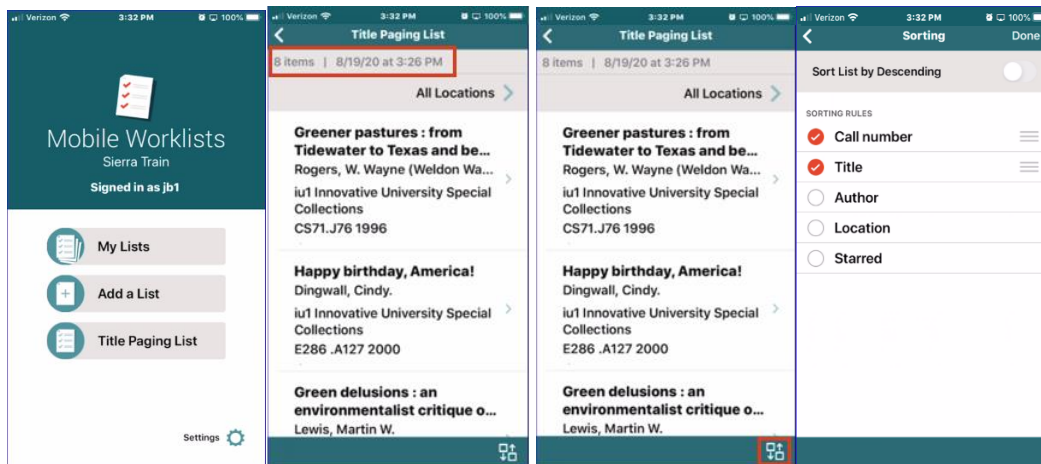 Verizon 3:32 PM 100%
Mobile Worklists
Sierra Train
Signed in as jb1
My Lists
Add a List
Title Paging List
Settings
Verizon 3:32 PM 100%
Title Paging List
8 items | 8/19/20 at 3:26 PM
All Locations
Greener pastures : from
Tidewater to Texas and be...
Rogers, W. Wayne (Weldon Wa...
iu1 Innovative University Special
Collections
CS71.J76 1996
Happy birthday, America!
Dingwall, Cindy.
iu1 Innovative University Special
Collections
E286 .A127 2000
Green delusions : an
environmentalist critique o...
Lewis, Martin W.
Verizon 3:32 PM 100%
Title Paging List
8 items | 8/19/20 at 3:26 PM
All Locations
Greener pastures : from
Tidewater to Texas and be...
Rogers, W. Wayne (Weldon Wa...
iu1 Innovative University Special
Collections
CS71.J76 1996
Happy birthday, America!
Dingwall, Cindy.
iu1 Innovative University Special
Collections
E286 .A127 2000
Green delusions : an
environmentalist critique o...
Lewis, Martin W.
Verizon 3:32 PM 100%
Sorting Done
Sort List by Descending
SORTING RULES
Call number
Title
Author
Location
Starred